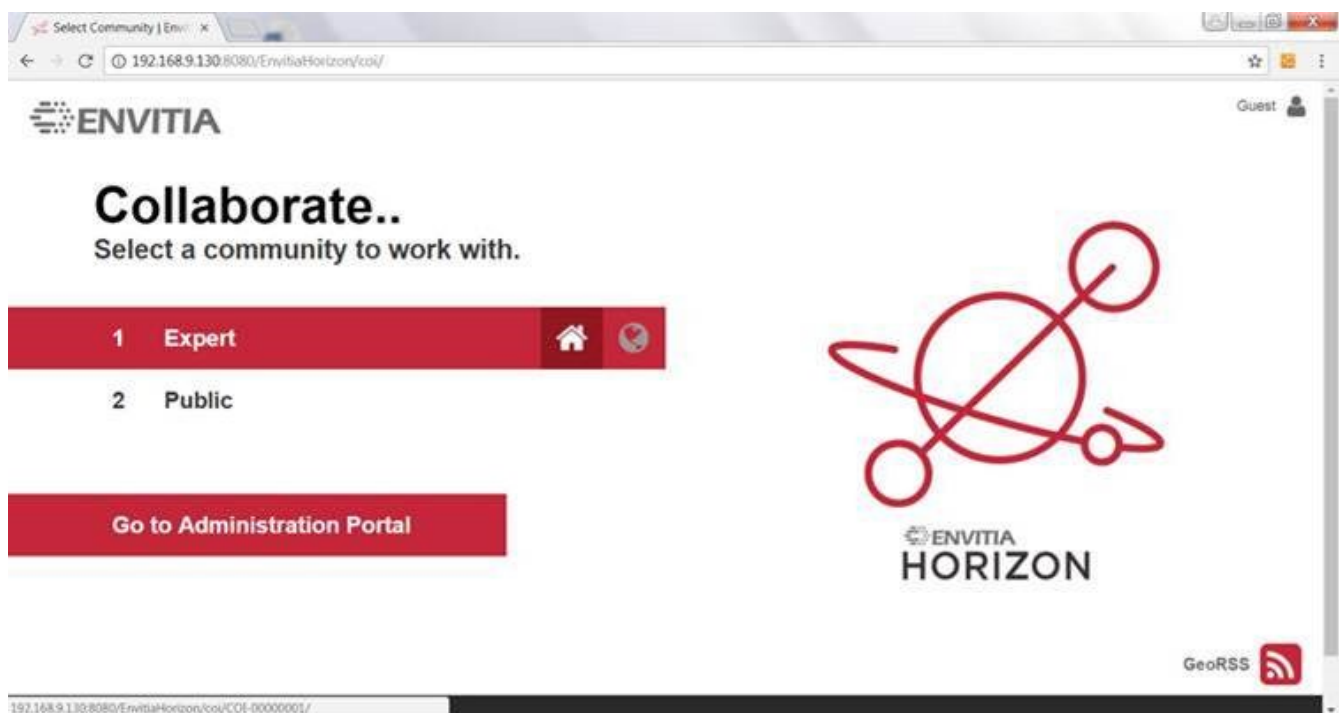 Select Community | Envi
192.168.9.130:8080/EnvitiaHorizon/coi/
ENVITIA
Guest
Collaborate..
Select a community to work with.
1 Expert
2 Public
Go to Administration Portal
ENVITIA
HORIZON
GeoRSS
192.168.9.130:8080/EnvitiaHorizon/coi/COI-00000001/